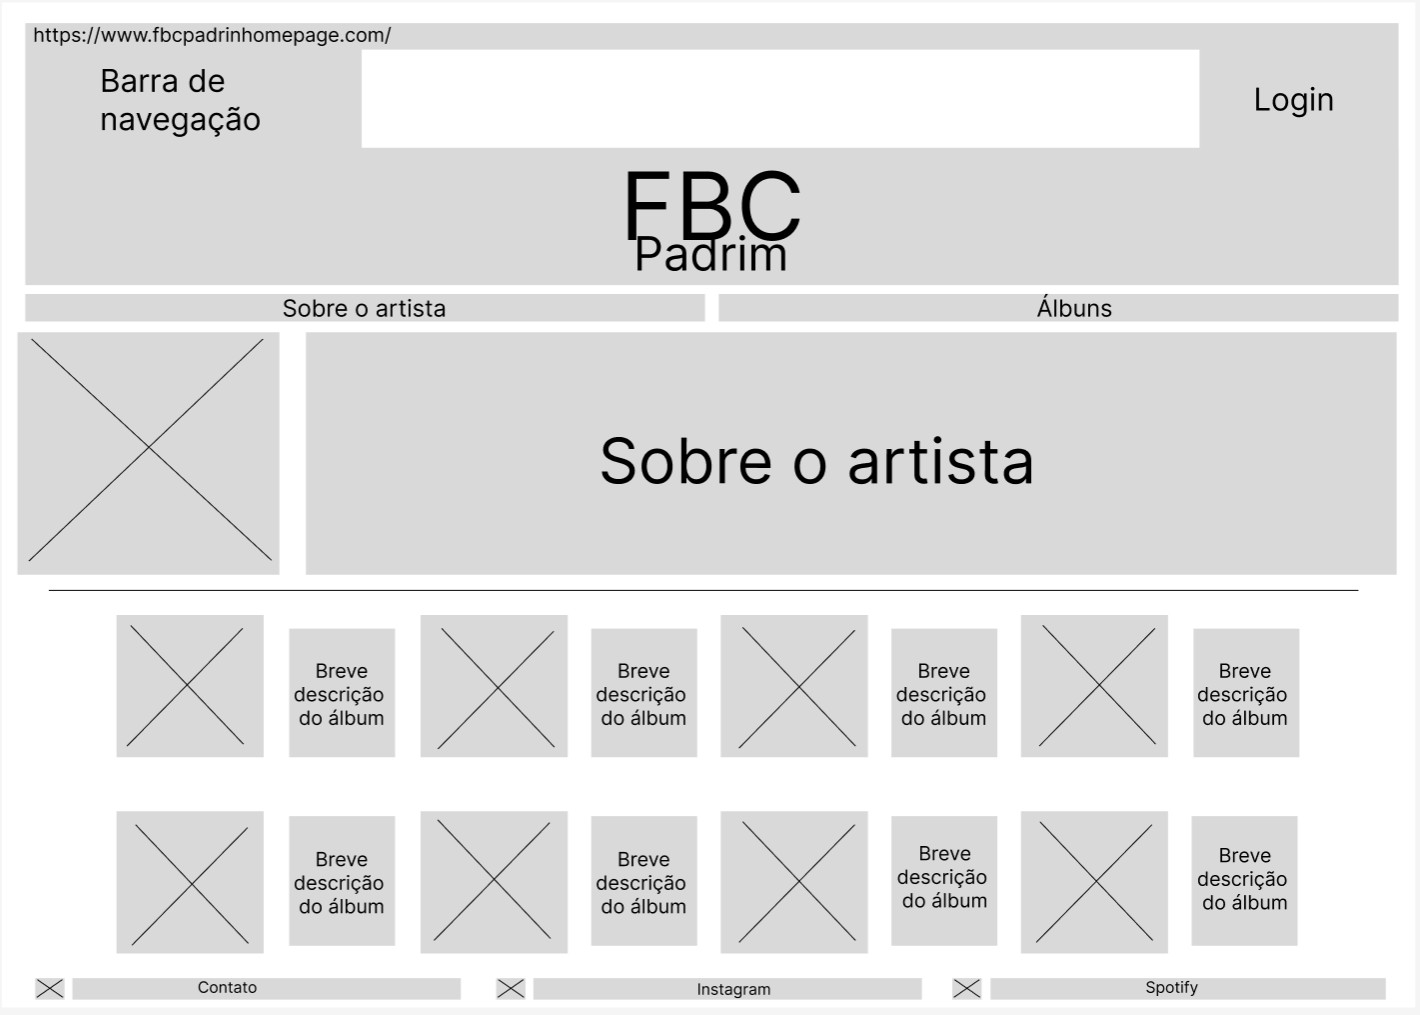 https://www.fbcpadrinhomepage.com/
Barra de
navegação
Login
FBC
Padrim
Sobre o artista
Álbuns
Sobre o artista
Breve
descrição
do álbum
Breve
descrição
do álbum
Breve
descrição
do álbum
Breve
descrição
do álbum
Breve
descrição
do álbum
Breve
descrição
do álbum
Breve
descrição
do álbum
Breve
descrição
do álbum
Contato
Instagram
Spotify